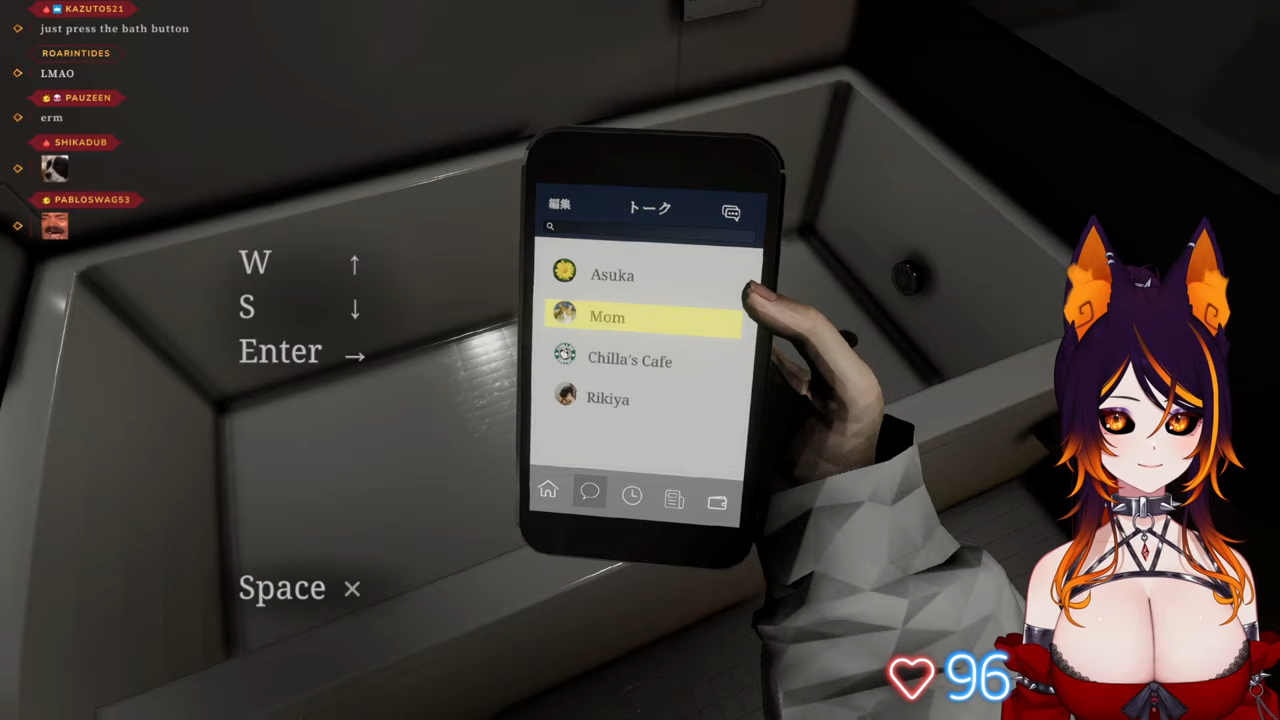 KAZUTO521
just press the bath button
ROARINTIDES
LMAO
PAUZEEN
erm
SHIKADUB
PABLOSWAG53
W ↑
S ↓
Enter →
Space ×
編集 トーク
Asuka
Mom
Chilla's Cafe
Rikiya
96